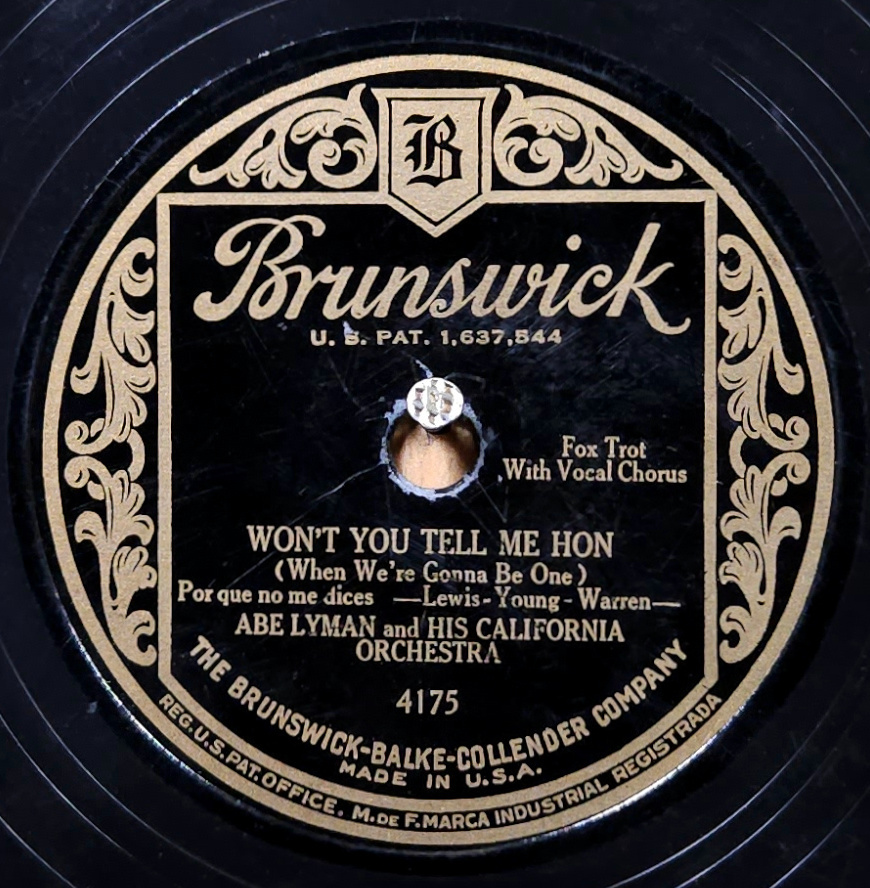 B
Brunswick
U. S. PAT. 1,637,544
Fox Trot
With Vocal Chorus
WON'T YOU TELL ME HON
(When We're Gonna Be One)
Por que no me dices —Lewis-Young-Warren—
ABE LYMAN and HIS CALIFORNIA
ORCHESTRA
4175
THE BRUNSWICK-BALKE-COLLENDER COMPANY
MADE IN U.S.A.
REG.U.S.PAT.OFFICE. M.DE F.MARCA INDUSTRIAL REGISTRADA